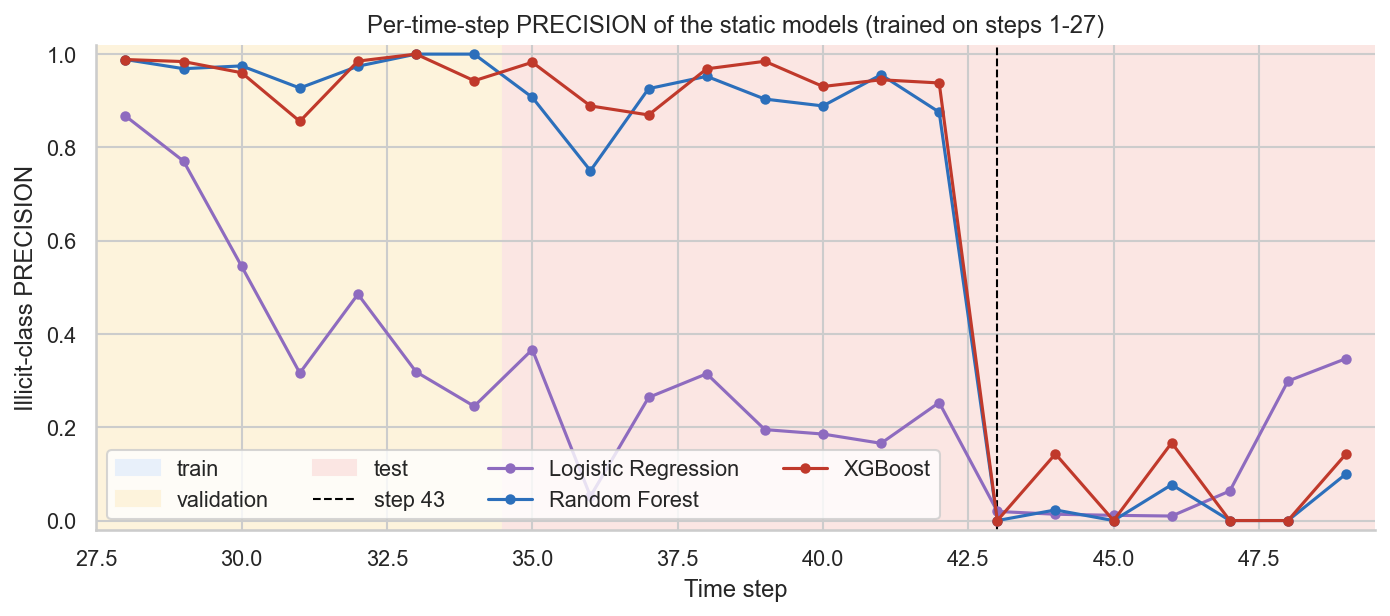 Per-time-step PRECISION of the static models (trained on steps 1-27)
Illicit-class PRECISION
1.0
0.8
0.6
0.4
0.2
0.0
train
validation
test
step 43
Logistic Regression
Random Forest
XGBoost
27.5 30.0 32.5 35.0 37.5 40.0 42.5 45.0 47.5
Time step